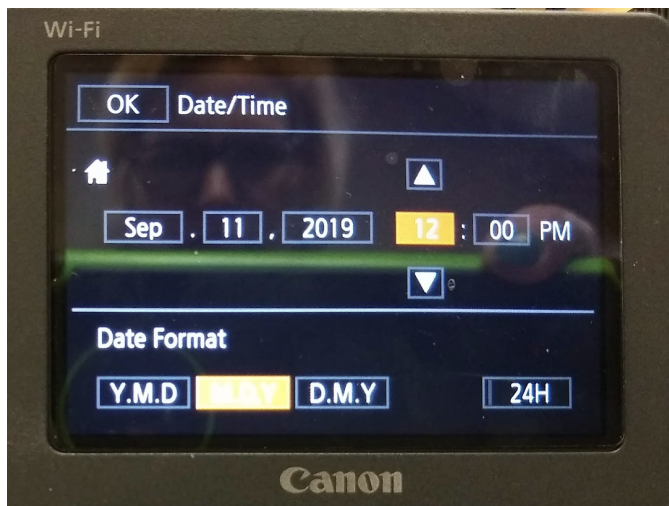 Wi-Fi
OK Date/Time
Sep . 11 , 2019 12 : 00 PM
Date Format
Y.M.D M.D.Y D.M.Y 24H
Canon